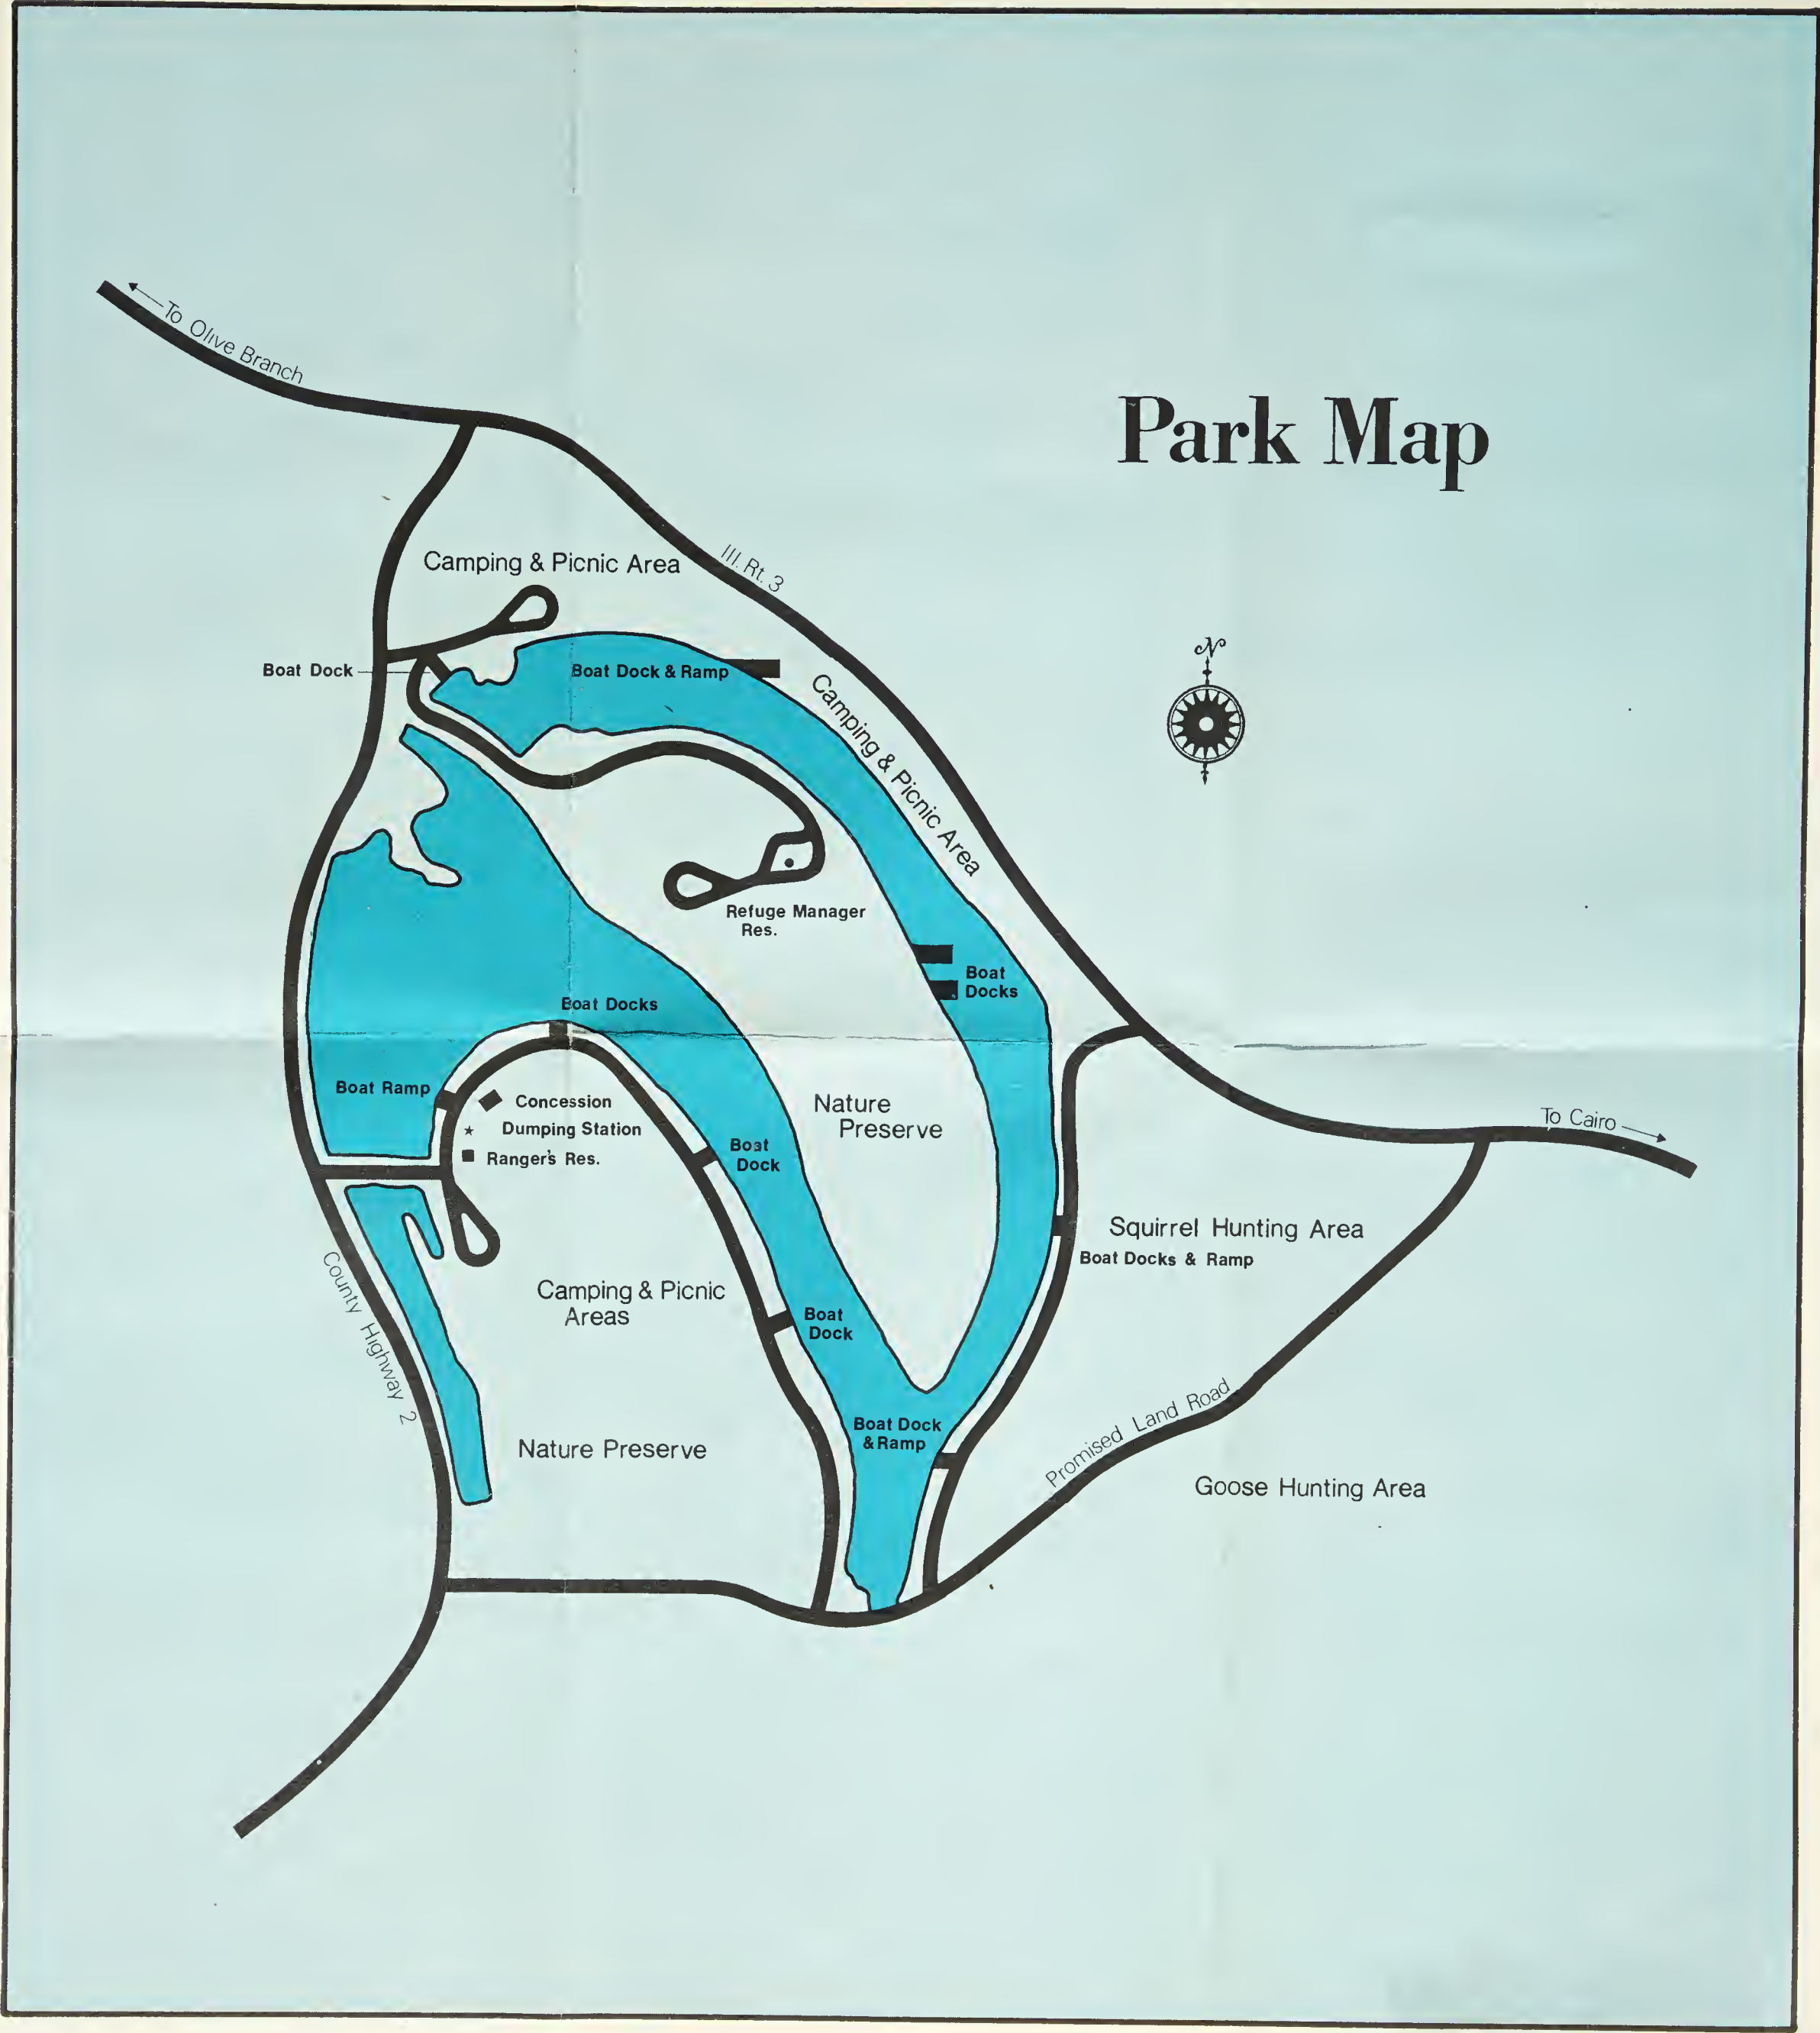 To Olive Branch
Park Map
Camping & Picnic Area
Ill. Rt. 3
N
Boat Dock
Boat Dock & Ramp
Camping & Picnic Area
Refuge Manager
Res.
Boat
Docks
Boat Docks
Boat Ramp
Concession
Dumping Station
Ranger's Res.
Nature
Preserve
To Cairo
Boat
Dock
Squirrel Hunting Area
Boat Docks & Ramp
County Highway 2
Camping & Picnic
Areas
Boat
Dock
Boat Dock
& Ramp
Promised Land Road
Nature Preserve
Goose Hunting Area